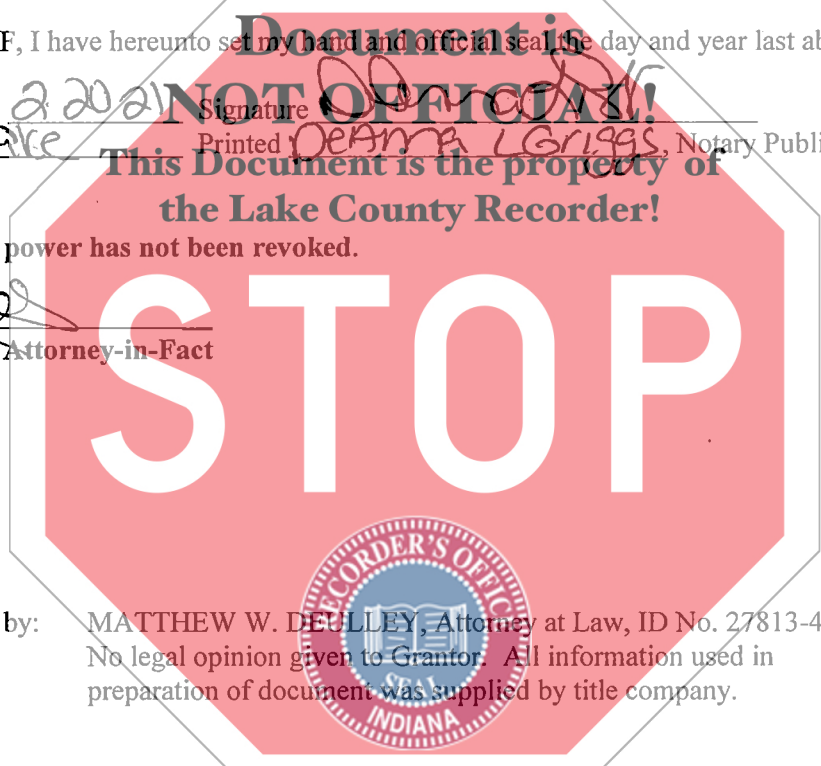 Document is
F, I have hereunto set my hand and official seal the day and year last ab
NOT OFFICIAL!
2 2021 Signature
Printed DeAnna L Griggs, Notary Publi
This Document is the property of
the Lake County Recorder!
power has not been revoked.
Attorney-in-Fact
STOP
RECORDER'S OFFIC
SEAL
INDIANA
by: MATTHEW W. DEULLEY, Attorney at Law, ID No. 27813-4
No legal opinion given to Grantor. All information used in
preparation of document was supplied by title company.